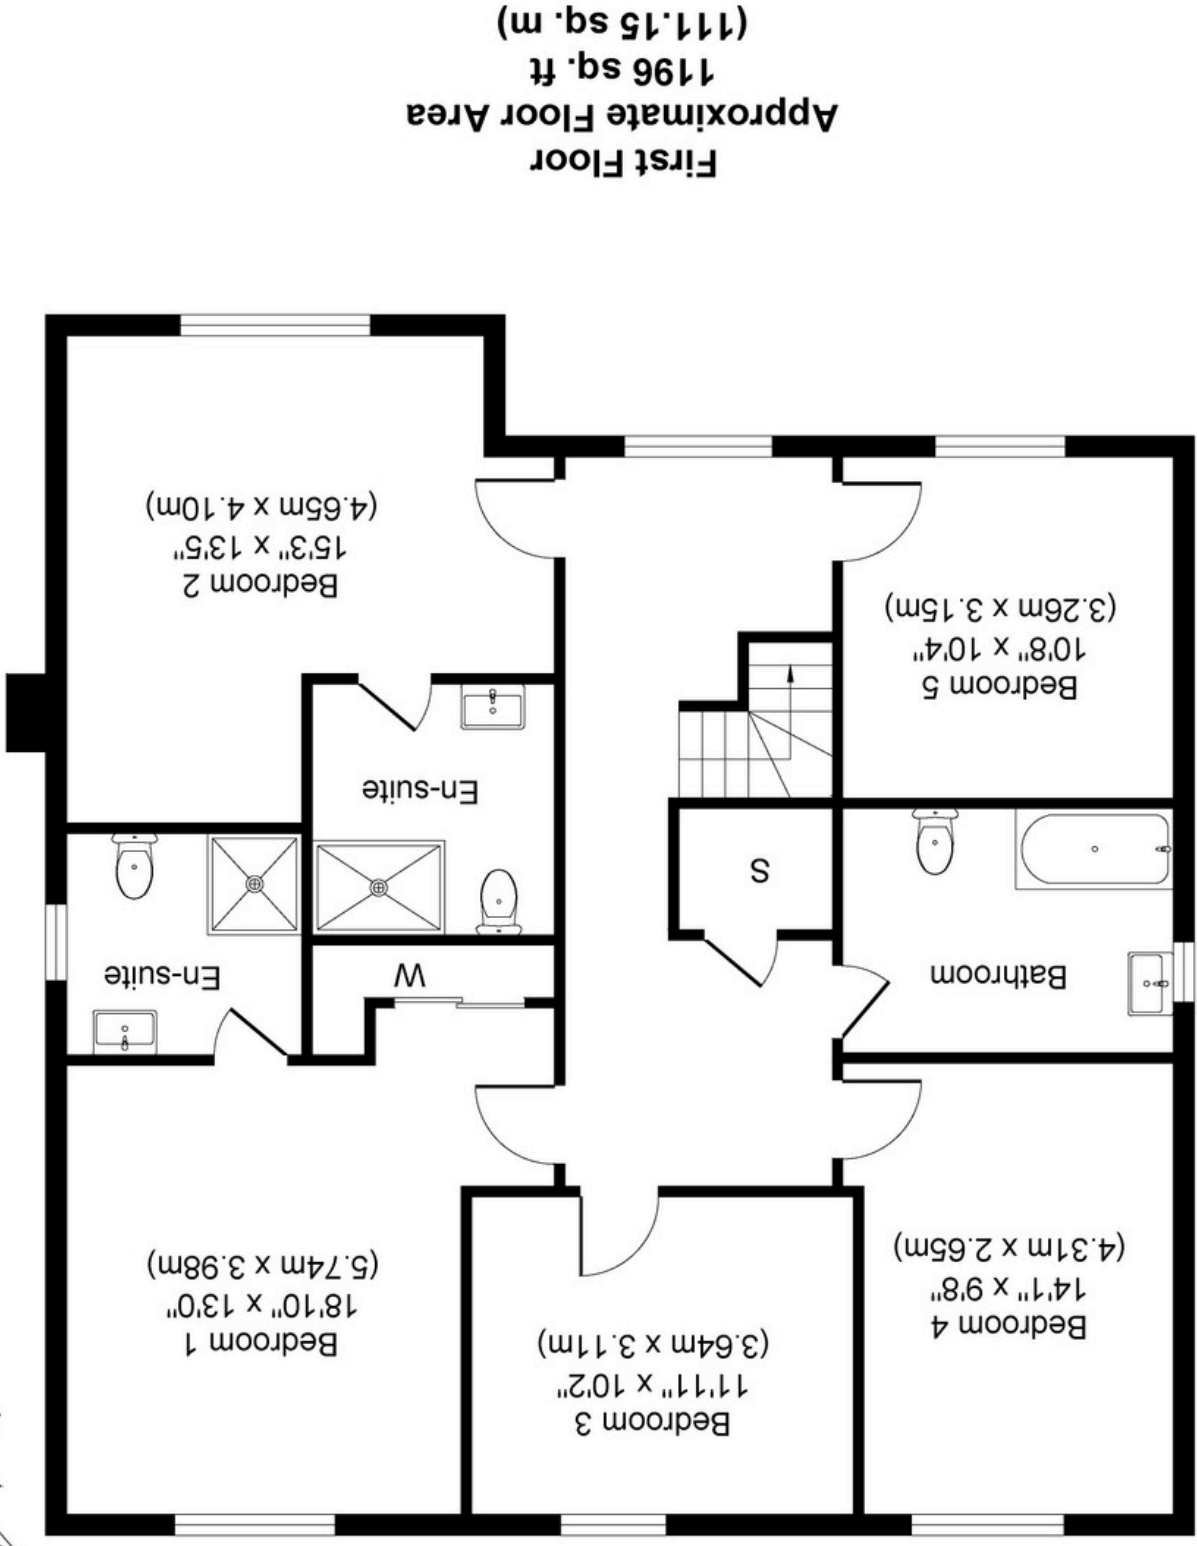 Bedroom 4
14'1" x 9'8"
(4.31m x 2.65m)
Bedroom 3
11'11" x 10'2"
(3.64m x 3.11m)
Bedroom 1
18'10" x 13'0"
(5.74m x 3.98m)
Bathroom
W
En-suite
S
En-suite
Bedroom 5
10'8" x 10'4"
(3.26m x 3.15m)
Bedroom 2
15'3" x 13'5"
(4.65m x 4.10m)
First Floor
Approximate Floor Area
1196 sq. ft
(111.15 sq. m)